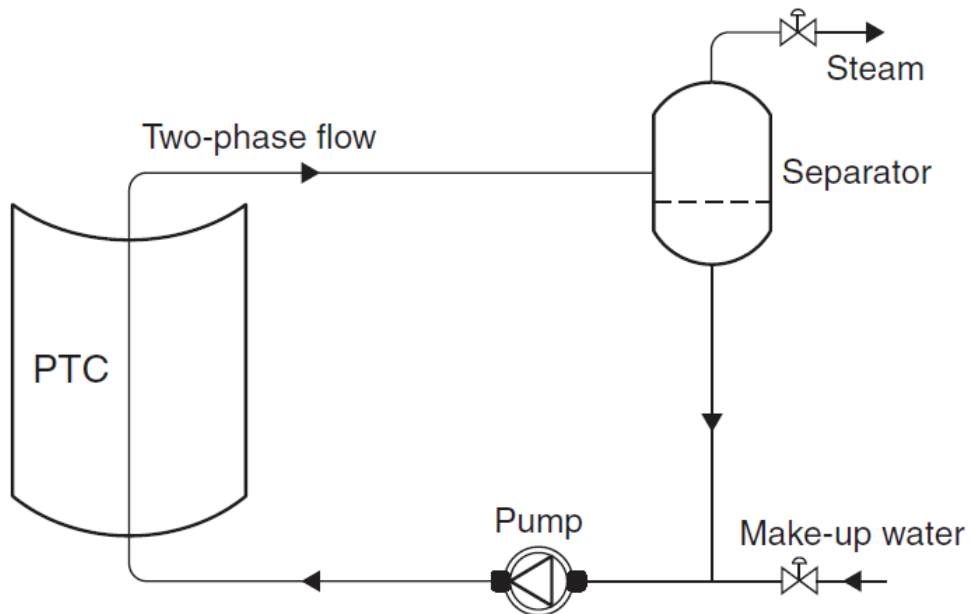 Steam
Two-phase flow
Separator
PTC
Pump
Make-up water